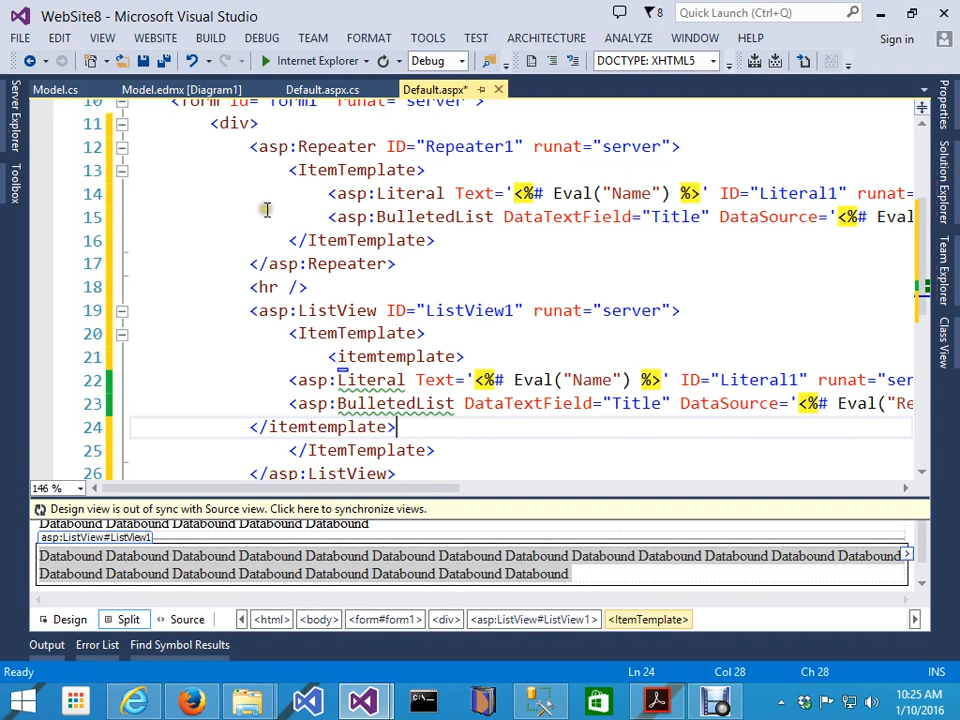 WebSite8 - Microsoft Visual Studio
8
Quick Launch (Ctrl+Q)
FILE EDIT VIEW WEBSITE BUILD DEBUG TEAM FORMAT TOOLS TEST ARCHITECTURE ANALYZE WINDOW HELP Sign in
Internet Explorer Debug DOCTYPE: XHTML5
Model.cs Model.edmx [Diagram1] Default.aspx.cs Default.aspx*
Server Explorer
Toolbox
10 <form id="form1" runat="server">
11 <div>
12 <asp:Repeater ID="Repeater1" runat="server">
13 <ItemTemplate>
14 <asp:Literal Text='<%# Eval("Name") %>' ID="Literal1" runat=
15 <asp:BulletedList DataTextField="Title" DataSource='<%# Eval
16 </ItemTemplate>
17 </asp:Repeater>
18 <hr />
19 <asp:ListView ID="ListView1" runat="server">
20 <ItemTemplate>
21 <itemtemplate>
22 <asp:Literal Text='<%# Eval("Name") %>' ID="Literal1" runat="ser
23 <asp:BulletedList DataTextField="Title" DataSource='<%# Eval("Re
24 </itemtemplate>
25 </ItemTemplate>
26 </asp:ListView>
Properties
Solution Explorer
Team Explorer
Class View
146 %
Design view is out of sync with Source view. Click here to synchronize views.
Databound Databound Databound Databound Databound
asp:ListView#ListView1
Databound Databound Databound Databound Databound Databound Databound Databound Databound Databound Databound Databound Databound
Databound Databound Databound Databound Databound Databound Databound Databound
Design Split Source <html> <body> <form#form1> <div> <asp:ListView#ListView1> <ItemTemplate>
Output Error List Find Symbol Results
Ready Ln 24 Col 28 Ch 28 INS
10:25 AM
1/10/2016